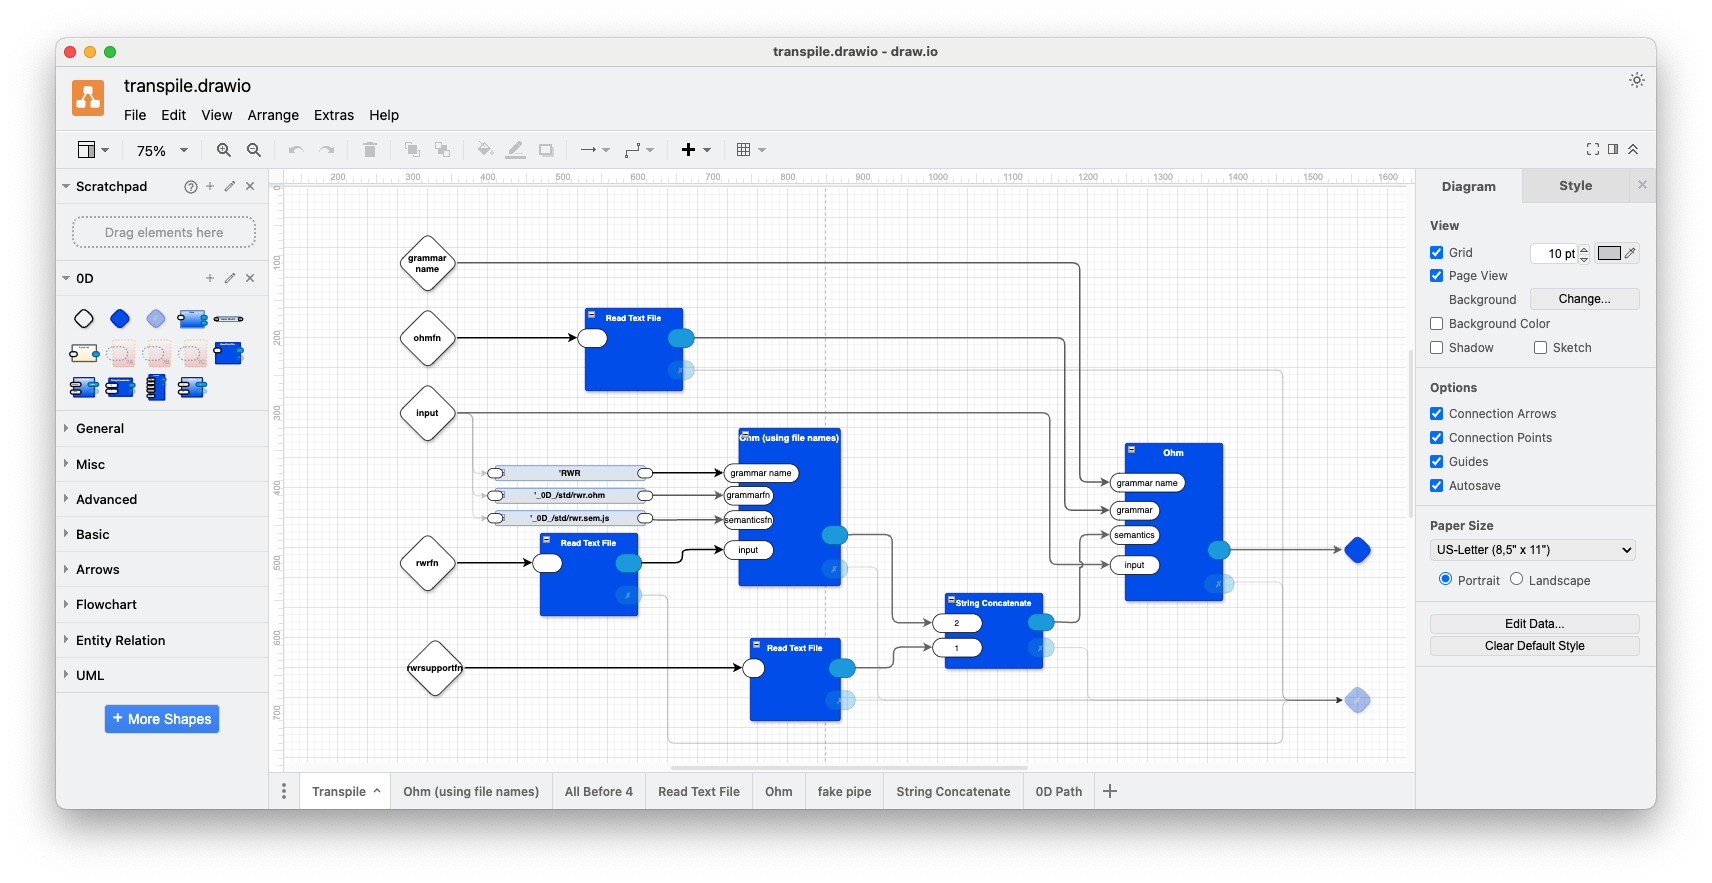 transpile.drawio - draw.io
transpile.drawio
File Edit View Arrange Extras Help
75%
Scratchpad
Drag elements here
0D
General
Misc
Advanced
Basic
Arrows
Flowchart
Entity Relation
UML
+ More Shapes
200 300 400 500 600 700 800 900 1000 1100 1200 1300 1400 1500 1600
0
100
200
300
400
500
600
700
grammar
name
ohmfn
Read Text File
input
Ohm (using file names)
'RWR
'_0D_/std/rwr.ohm
'_0D_/std/rwr.sem.js
grammar name
grammarfn
semanticsfn
input
rwrfn
Read Text File
rwrsupportfn
Read Text File
String Concatenate
2
1
Ohm
grammar name
grammar
semantics
input
Transpile
Ohm (using file names)
All Before 4
Read Text File
Ohm
fake pipe
String Concatenate
0D Path
Diagram Style
View
Grid 10 pt
Page View
Background Change...
Background Color
Shadow Sketch
Options
Connection Arrows
Connection Points
Guides
Autosave
Paper Size
US-Letter (8,5" x 11")
Portrait Landscape
Edit Data...
Clear Default Style